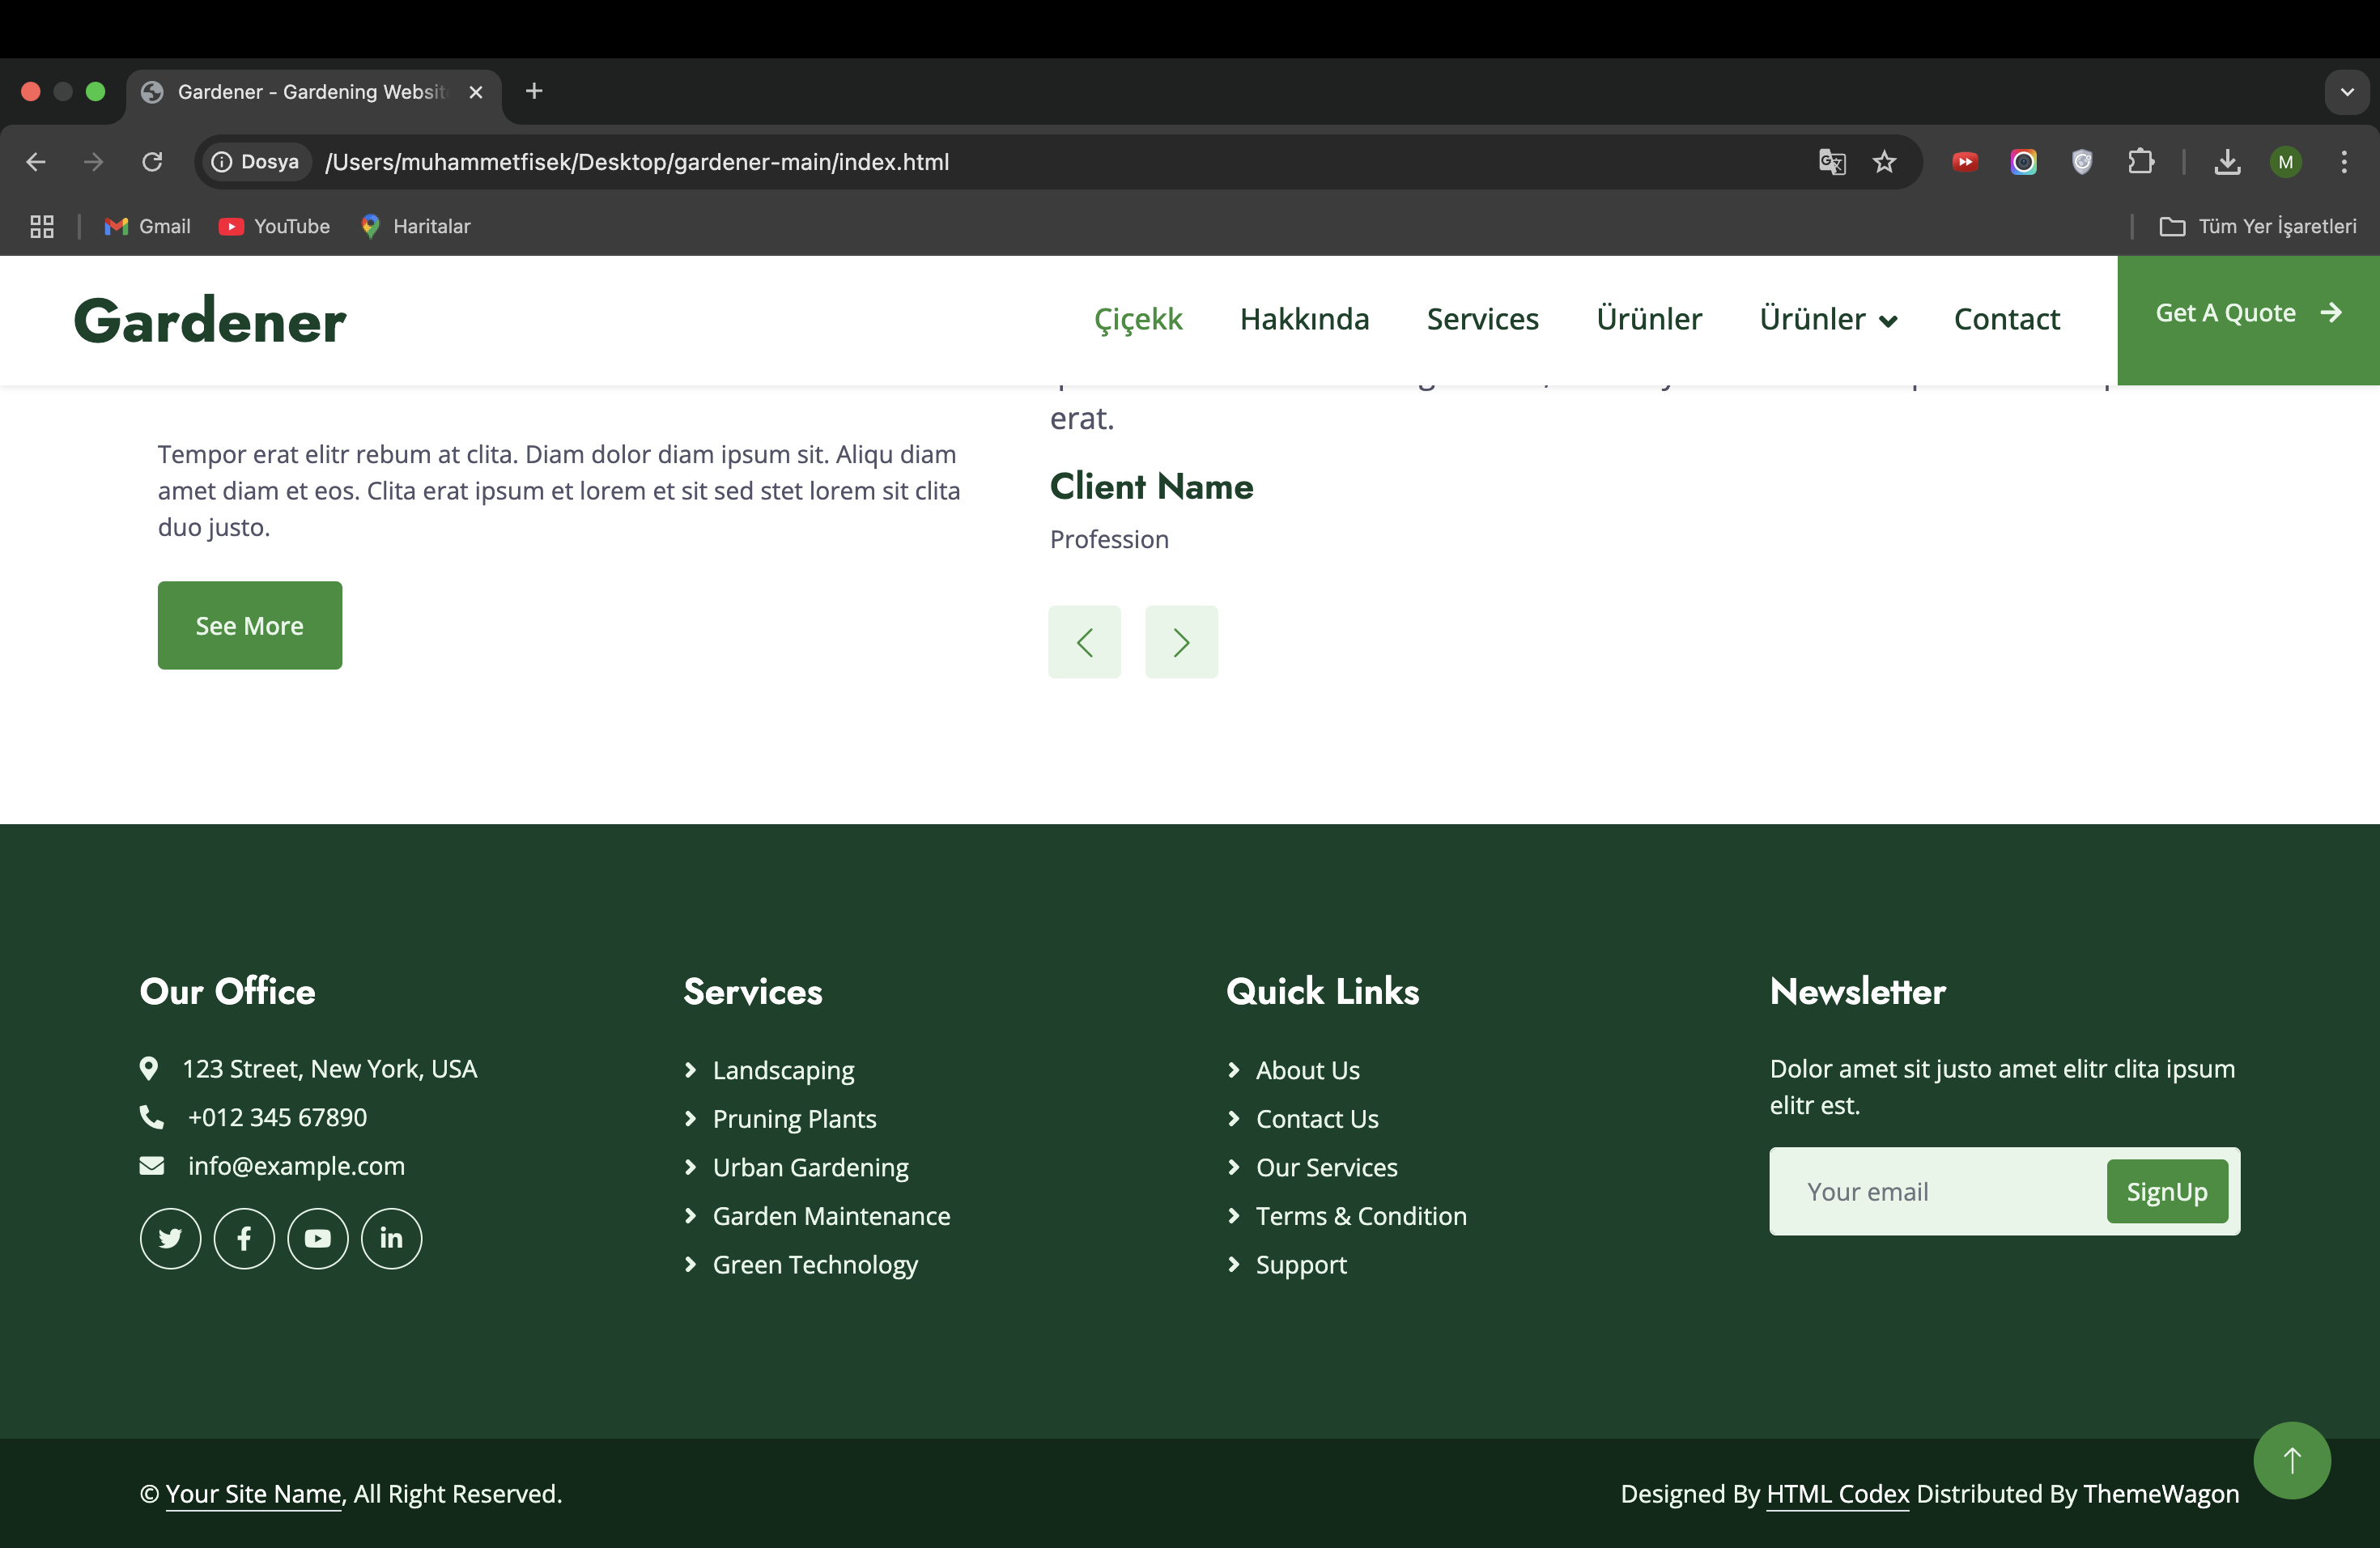 Gardener - Gardening Websit
Dosya
/Users/muhammetfisek/Desktop/gardener-main/index.html
M
Gmail
YouTube
Haritalar
Tüm Yer İşaretleri
Gardener
Çiçekk
Hakkında
Services
Ürünler
Ürünler
Contact
Get A Quote
erat.
Tempor erat elitr rebum at clita. Diam dolor diam ipsum sit. Aliqu diam
amet diam et eos. Clita erat ipsum et lorem et sit sed stet lorem sit clita
duo justo.
See More
Client Name
Profession
Our Office
123 Street, New York, USA
+012 345 67890
info@example.com
Services
Landscaping
Pruning Plants
Urban Gardening
Garden Maintenance
Green Technology
Quick Links
About Us
Contact Us
Our Services
Terms & Condition
Support
Newsletter
Dolor amet sit justo amet elitr clita ipsum
elitr est.
Your email
SignUp
© Your Site Name, All Right Reserved.
Designed By HTML Codex Distributed By ThemeWagon